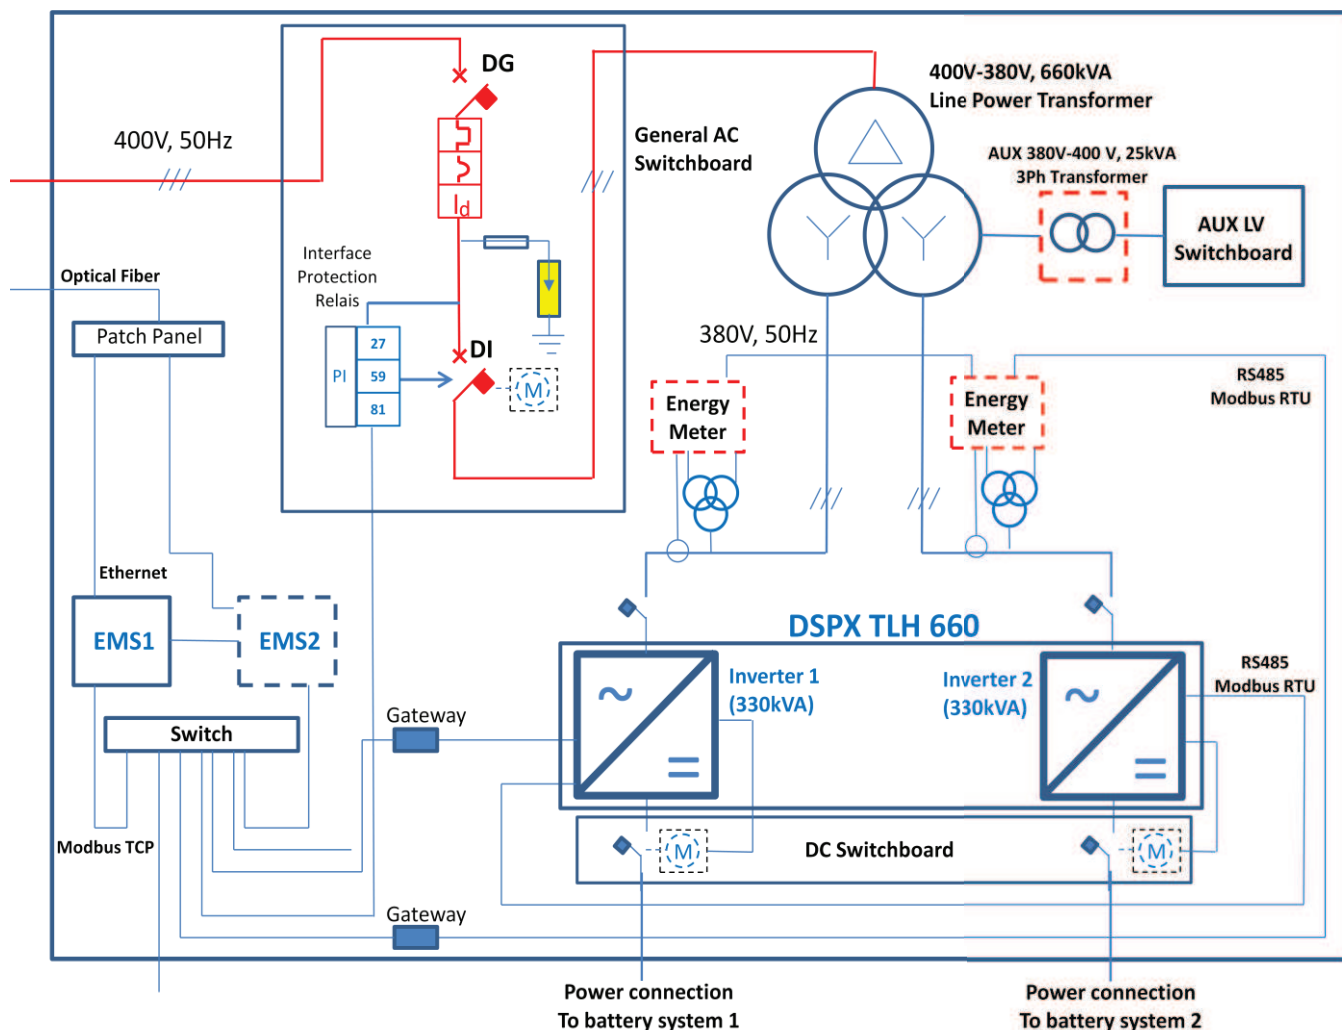 400V, 50Hz
DG
Id
General AC
Switchboard
400V-380V, 660kVA
Line Power Transformer
AUX 380V-400 V, 25kVA
3Ph Transformer
AUX LV
Switchboard
Interface
Protection
Relais
PI
27
59
81
DI
M
Optical Fiber
Patch Panel
380V, 50Hz
Energy
Meter
Energy
Meter
RS485
Modbus RTU
Ethernet
EMS1
EMS2
DSPX TLH 660
Inverter 1
(330kVA)
Inverter 2
(330kVA)
RS485
Modbus RTU
Switch
Gateway
Modbus TCP
M
DC Switchboard
M
Gateway
Power connection
To battery system 1
Power connection
To battery system 2